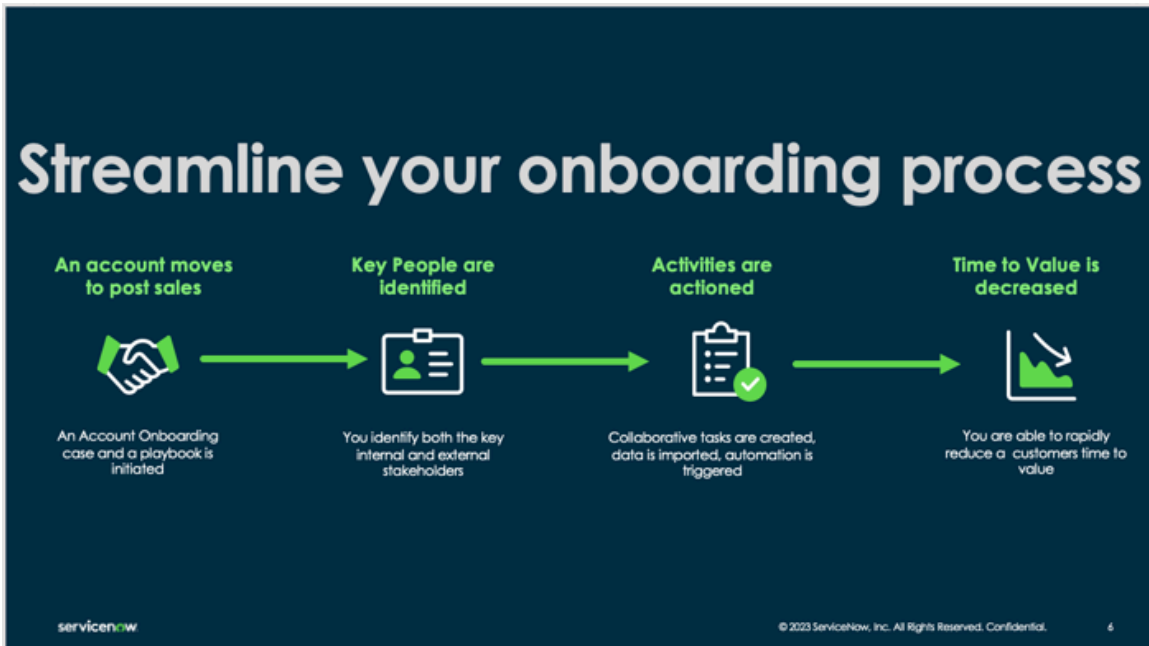 Streamline your onboarding process
An account moves
to post sales
Key People are
identified
Activities are
actioned
Time to Value is
decreased
An Account Onboarding
case and a playbook is
initiated
You identify both the key
internal and external
stakeholders
Collaborative tasks are created,
data is imported, automation is
triggered
You are able to rapidly
reduce a customers time to
value
servicenow.
© 2023 ServiceNow, Inc. All Rights Reserved. Confidential.
6